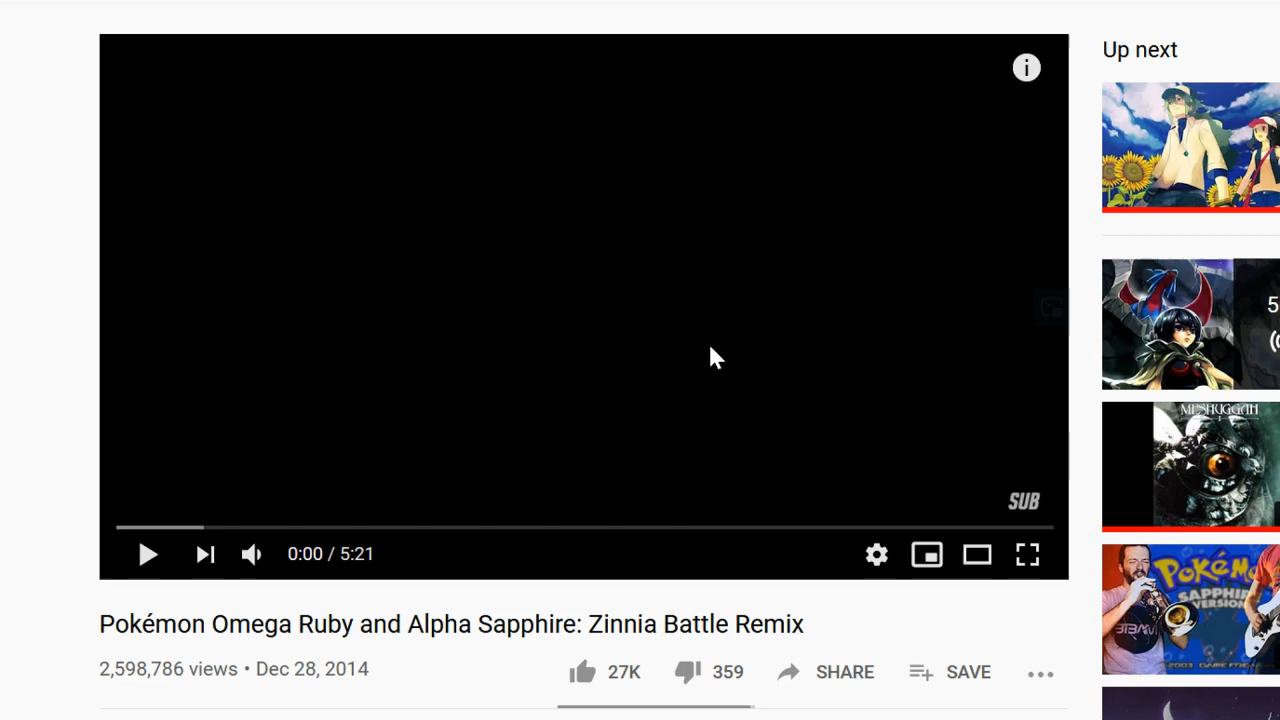 Up next
i
SUB
0:00 / 5:21
Pokémon Omega Ruby and Alpha Sapphire: Zinnia Battle Remix
2,598,786 views • Dec 28, 2014
27K
359
SHARE
SAVE
5
MESHUGGAH
SAPPHIRE
VERSION